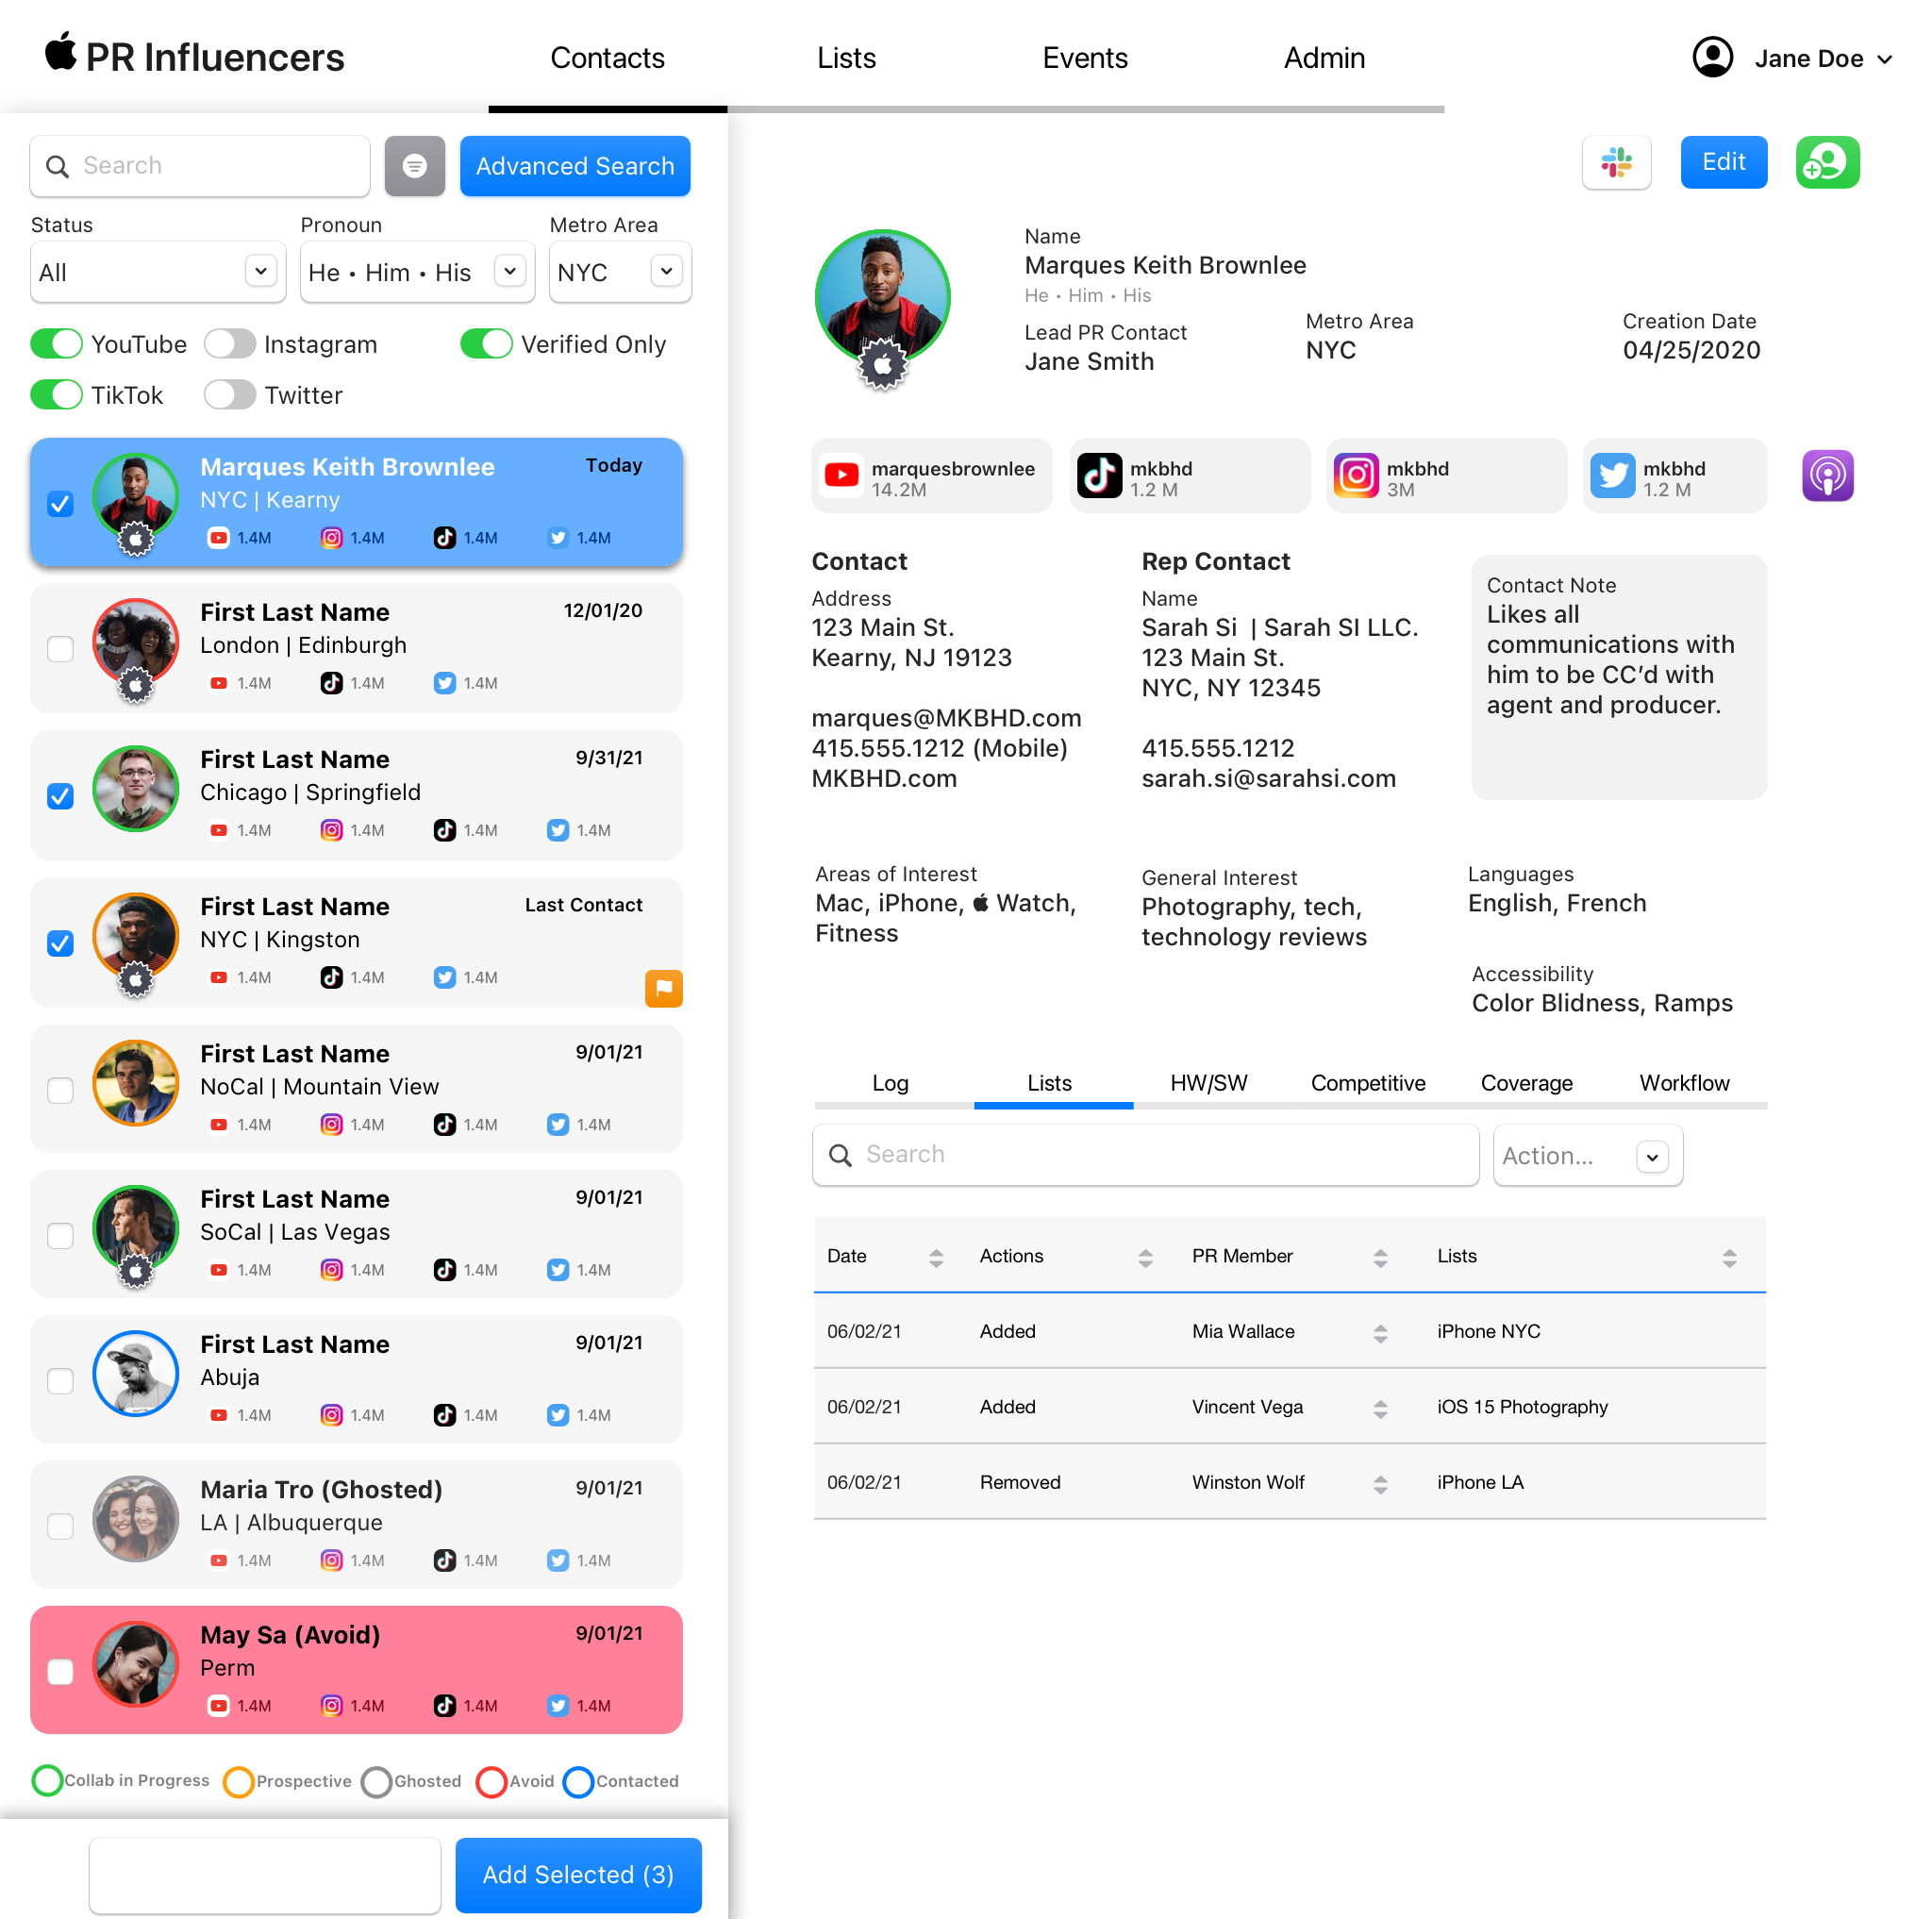 PR Influencers
Contacts
Lists
Events
Admin
Jane Doe
Search
Advanced Search
Status
Pronoun
Metro Area
All
He • Him • His
NYC
YouTube
Instagram
Verified Only
TikTok
Twitter
Marques Keith Brownlee
Today
NYC | Kearny
1.4M 1.4M 1.4M 1.4M
First Last Name
12/01/20
London | Edinburgh
1.4M 1.4M 1.4M
First Last Name
9/31/21
Chicago | Springfield
1.4M 1.4M 1.4M 1.4M
First Last Name
Last Contact
NYC | Kingston
1.4M 1.4M 1.4M
First Last Name
9/01/21
NoCal | Mountain View
1.4M 1.4M 1.4M 1.4M
First Last Name
9/01/21
SoCal | Las Vegas
1.4M 1.4M 1.4M 1.4M
First Last Name
9/01/21
Abuja
1.4M 1.4M 1.4M 1.4M
Maria Tro (Ghosted)
9/01/21
LA | Albuquerque
1.4M 1.4M 1.4M 1.4M
May Sa (Avoid)
9/01/21
Perm
1.4M 1.4M 1.4M 1.4M
Collab in Progress
Prospective
Ghosted
Avoid
Contacted
Add Selected (3)
Edit
Name
Marques Keith Brownlee
He • Him • His
Lead PR Contact
Jane Smith
Metro Area
NYC
Creation Date
04/25/2020
marquesbrownlee
14.2M
mkbhd
1.2 M
mkbhd
3M
mkbhd
1.2 M
Contact
Address
123 Main St.
Kearny, NJ 19123
marques@MKBHD.com
415.555.1212 (Mobile)
MKBHD.com
Rep Contact
Name
Sarah Si | Sarah SI LLC.
123 Main St.
NYC, NY 12345
415.555.1212
sarah.si@sarahsi.com
Contact Note
Likes all
communications with
him to be CC’d with
agent and producer.
Areas of Interest
Mac, iPhone, Watch,
Fitness
General Interest
Photography, tech,
technology reviews
Languages
English, French
Accessibility
Color Blidness, Ramps
Log
Lists
HW/SW
Competitive
Coverage
Workflow
Search
Action...
Date Actions PR Member Lists
06/02/21 Added Mia Wallace iPhone NYC
06/02/21 Added Vincent Vega iOS 15 Photography
06/02/21 Removed Winston Wolf iPhone LA